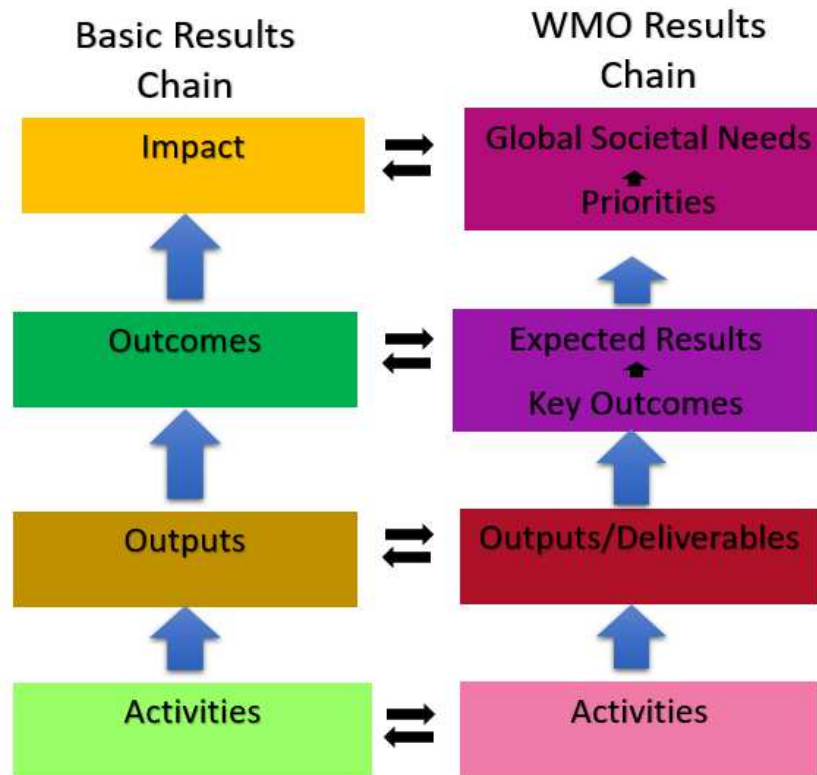 Basic Results
Chain
WMO Results
Chain
Impact
Global Societal Needs
Priorities
Outcomes
Expected Results
Key Outcomes
Outputs
Outputs/Deliverables
Activities
Activities